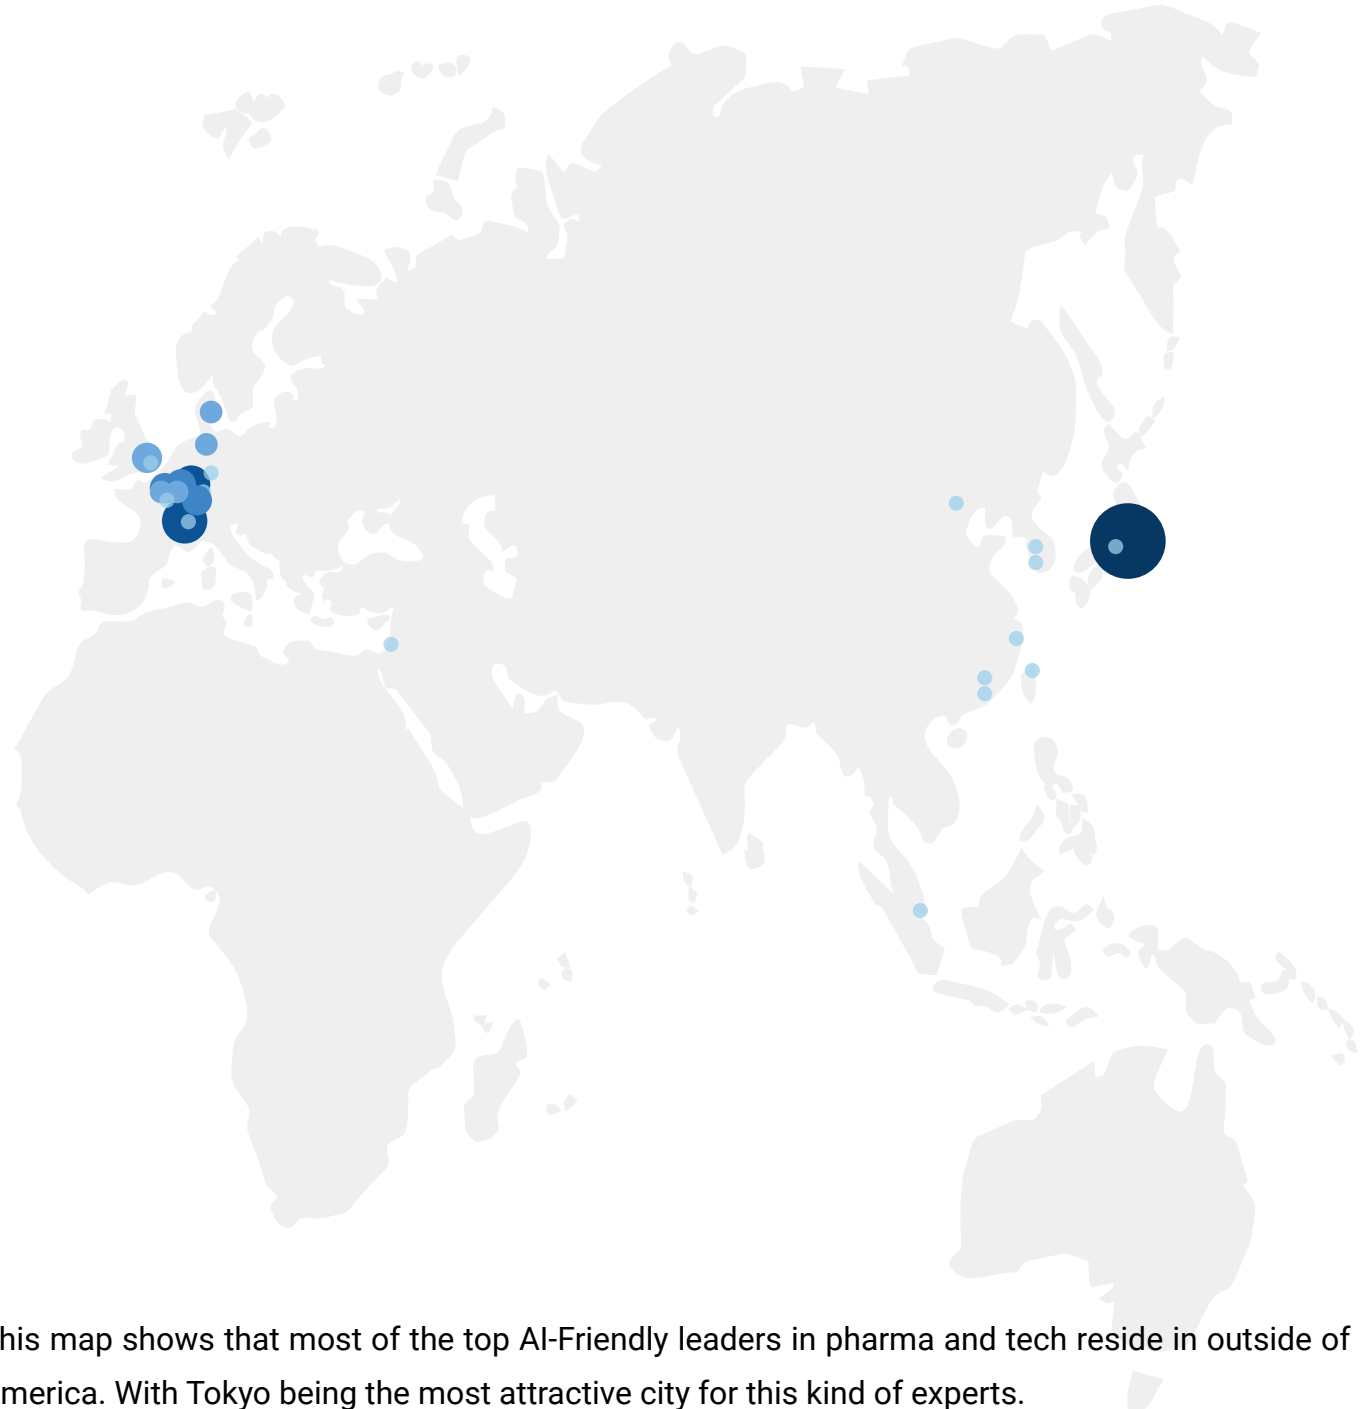 his map shows that most of the top AI-Friendly leaders in pharma and tech reside in outside of
merica. With Tokyo being the most attractive city for this kind of experts.